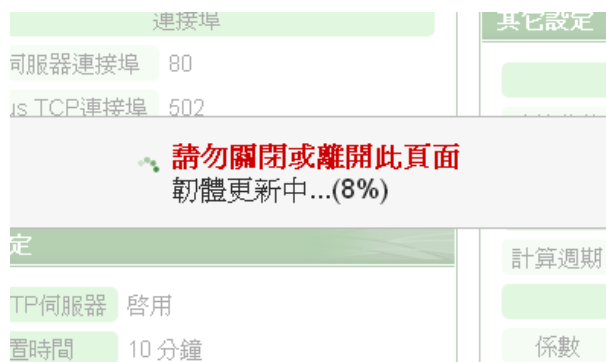 連接埠
其它設定
伺服器連接埠 80
us TCP連接埠 502
請勿關閉或離開此頁面
韌體更新中...(8%)
定
計算週期
TP伺服器 啓用
置時間 10 分鐘
係數